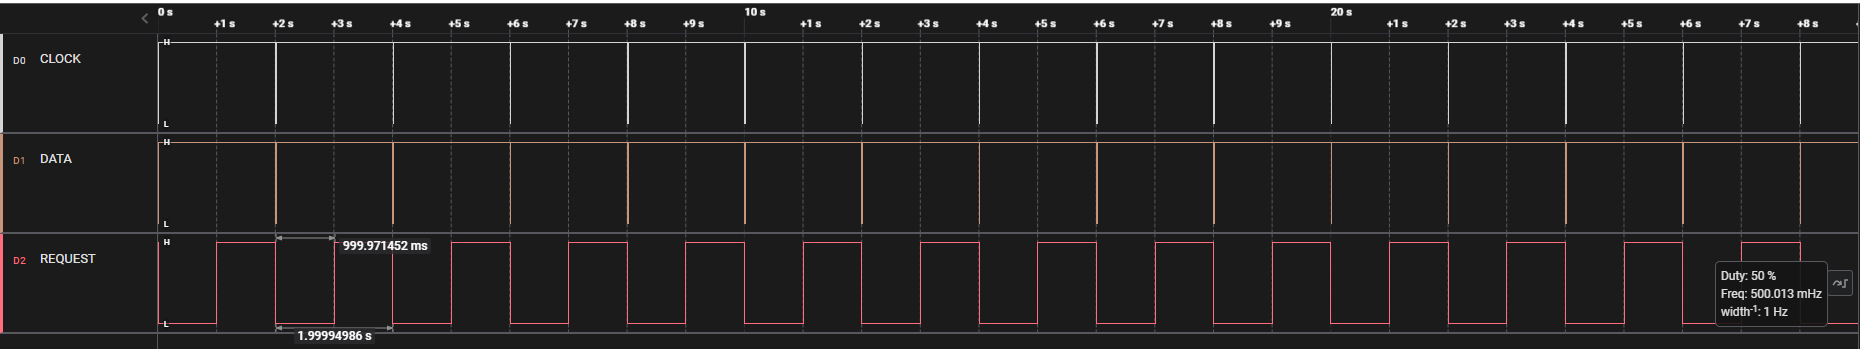 0 s 10 s 20 s
+1 s +2 s +3 s +4 s +5 s +6 s +7 s +8 s +9 s +1 s +2 s +3 s +4 s +5 s +6 s +7 s +8 s +9 s +1 s +2 s +3 s +4 s +5 s +6 s +7 s +8 s
H
D0 CLOCK
L
H
D1 DATA
L
H
999.971452 ms
D2 REQUEST
Duty: 50 %
Freq: 500.013 mHz
width⁻¹: 1 Hz
L
1.99994986 s